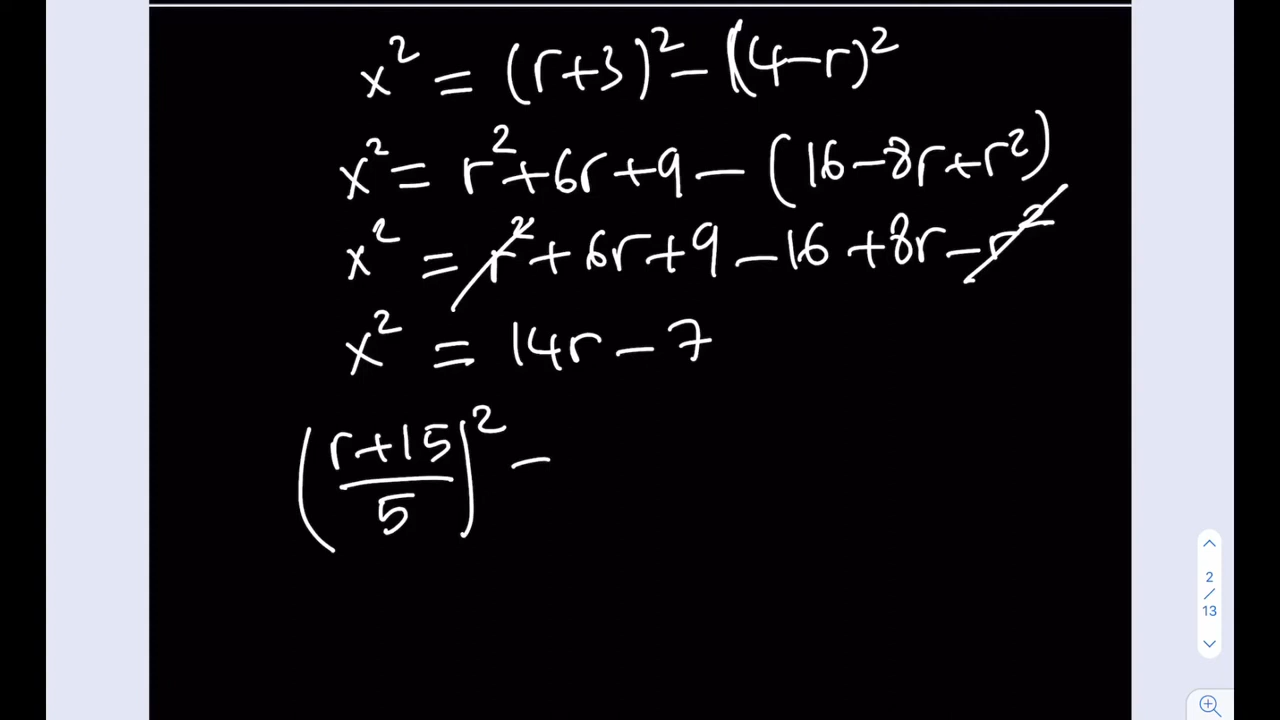 x² = (r+3)² - (4-r)²
x² = r² + 6r + 9 - (16 - 8r + r²)
x² = r² + 6r + 9 - 16 + 8r - r²
x² = 14r - 7
((r+15)/5)² -
2
/
13